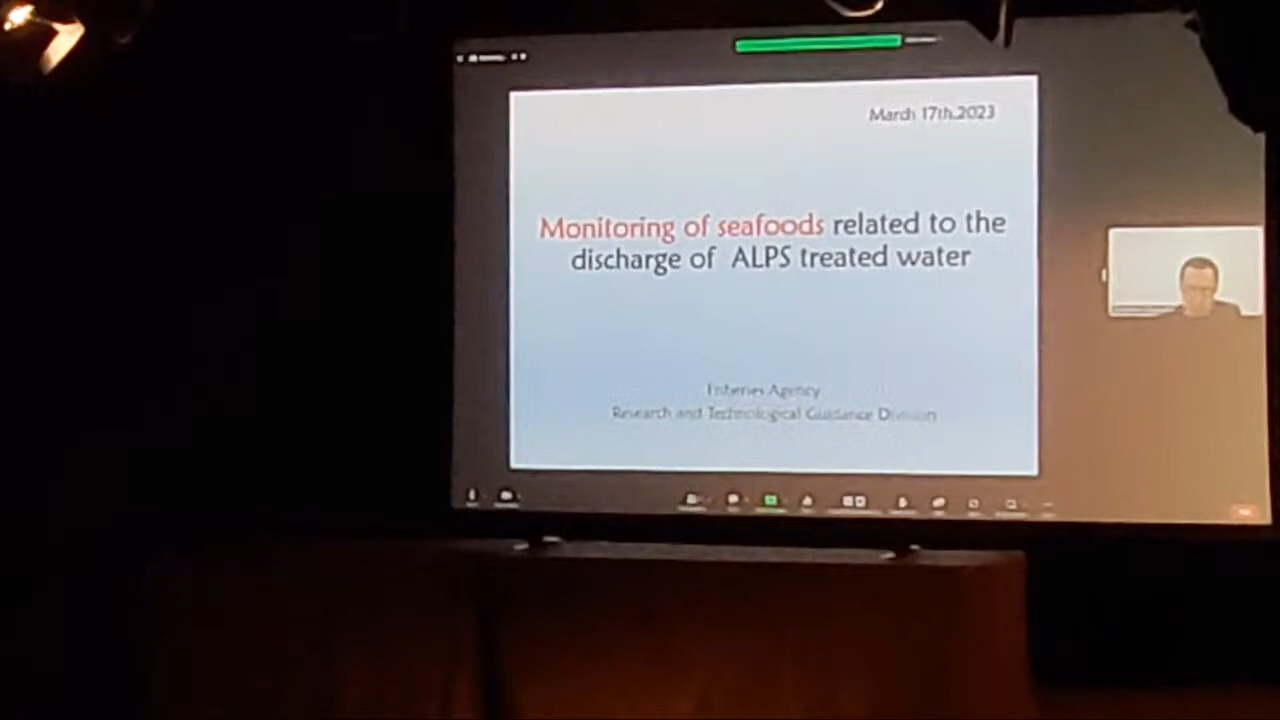 March 17th.2023
Monitoring of seafoods related to the
discharge of ALPS treated water
Fisheries Agency
Research and Technological Guidance Division